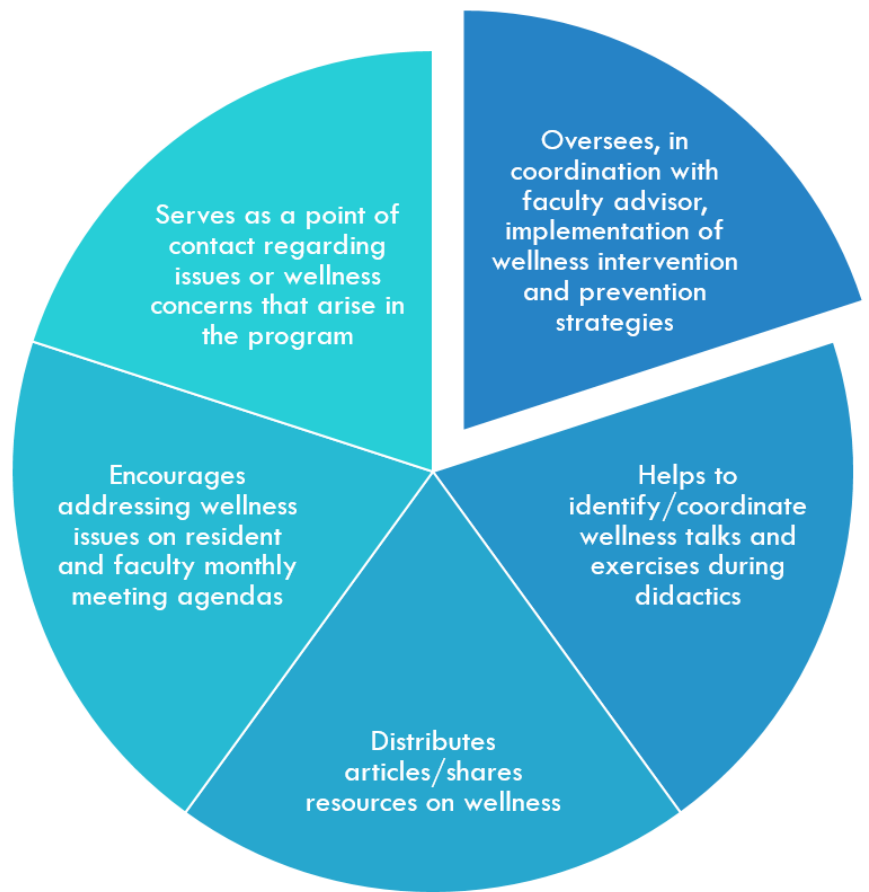 Oversees, in
coordination with
faculty advisor,
implementation of
wellness intervention
and prevention
strategies
Helps to
identify/coordinate
wellness talks and
exercises during
didactics
Distributes
articles/shares
resources on wellness
Encourages
addressing wellness
issues on resident
and faculty monthly
meeting agendas
Serves as a point of
contact regarding
issues or wellness
concerns that arise in
the program